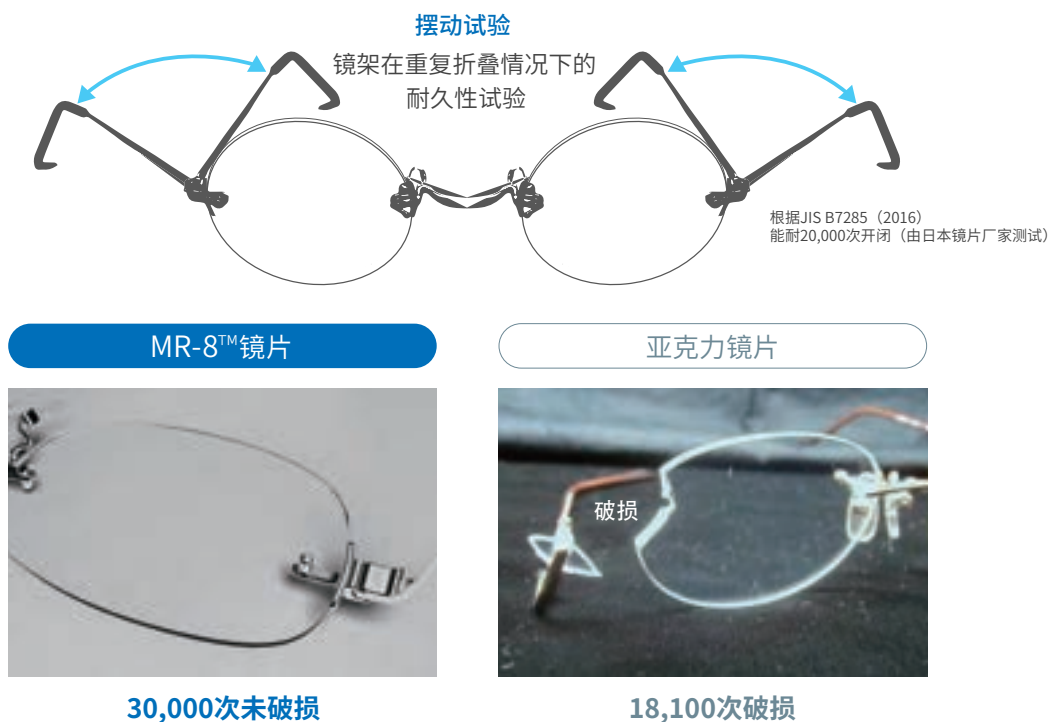 摆动试验
镜架在重复折叠情况下的
耐久性试验
根据JIS B7285（2016）
能耐20,000次开闭（由日本镜片厂家测试）
MR-8™镜片
亚克力镜片
破损
30,000次未破损
18,100次破损